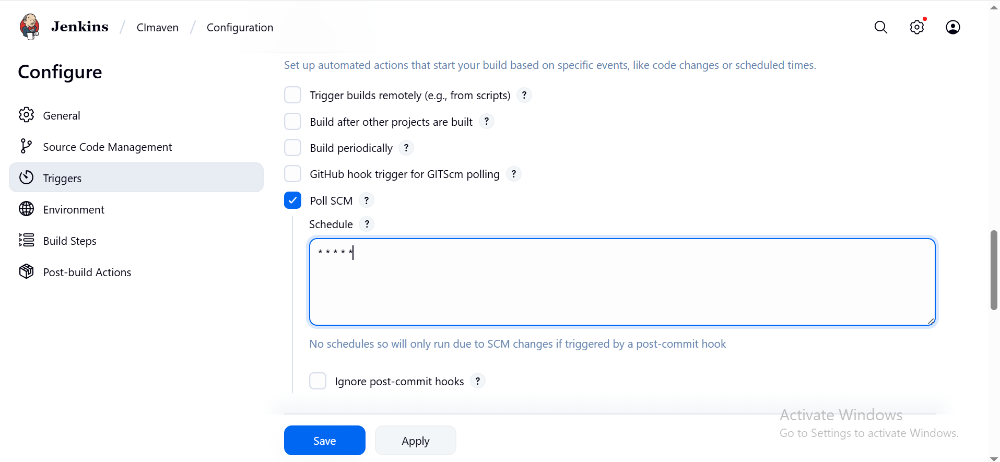 Jenkins / CImaven / Configuration
Configure
General
Source Code Management
Triggers
Environment
Build Steps
Post-build Actions
Set up automated actions that start your build based on specific events, like code changes or scheduled times.
Trigger builds remotely (e.g., from scripts) ?
Build after other projects are built ?
Build periodically ?
GitHub hook trigger for GITScm polling ?
Poll SCM ?
Schedule ?
* * * * *
No schedules so will only run due to SCM changes if triggered by a post-commit hook
Ignore post-commit hooks ?
Save Apply
Activate Windows
Go to Settings to activate Windows.